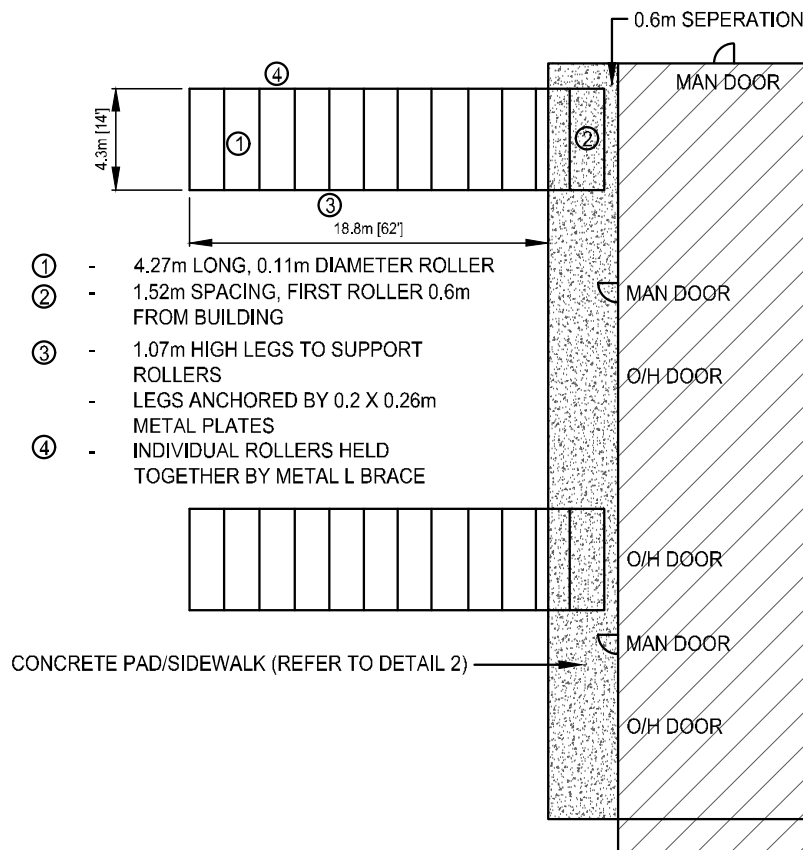 0.6m SEPERATION
MAN DOOR
④
4.3m [14']
①
②
③
18.8m [62']
① - 4.27m LONG, 0.11m DIAMETER ROLLER
② - 1.52m SPACING, FIRST ROLLER 0.6m
FROM BUILDING
③ - 1.07m HIGH LEGS TO SUPPORT
ROLLERS
- LEGS ANCHORED BY 0.2 X 0.26m
METAL PLATES
④ - INDIVIDUAL ROLLERS HELD
TOGETHER BY METAL L BRACE
MAN DOOR
O/H DOOR
O/H DOOR
MAN DOOR
CONCRETE PAD/SIDEWALK (REFER TO DETAIL 2)
O/H DOOR